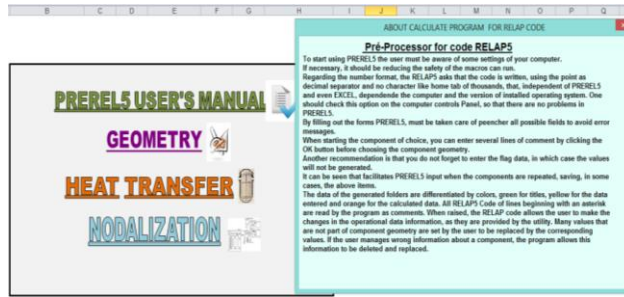 B C D E F G H I J K L M N O P Q
ABOUT CALCULATE PROGRAM FOR RELAP CODE
Pré-Processor for code RELAP5
To start using PREREL5 the user must be aware of some settings of your computer.
If necessary, it should be reducing the safety of the macros can run.
Regarding the number format, the RELAP5 asks that the code is written, using the point as
decimal separator and no character like home tab of thousands, that, independent of PREREL5
and even EXCEL, dependende the computer and the version of installed operating system. One
should check this option on the computer controls Panel, so that there are no problems in
PREREL5.
By filling out the forms PREREL5, must be taken care of peencher all possible fields to avoid error
messages.
When starting the component of choice, you can enter several lines of comment by clicking the
OK button before choosing the component geometry.
Another recommendation is that you do not forget to enter the flag data, in which case the values
will not be generated.
It can be seen that facilitates PREREL5 input when the components are repeated, saving, in some
cases, the above items.
The data of the generated folders are differentiated by colors, green for titles, yellow for the data
entered and orange for the calculated data. All RELAP5 Code of lines beginning with an asterisk
are read by the program as comments. When raised, the RELAP code allows the user to make the
changes in the operational data information, as they are provided by the utility. Many values that
are not part of component geometry are set by the user to be replaced by the corresponding
values. If the user manages wrong information about a component, the program allows this
information to be deleted and replaced.
PREREL5 USER'S MANUAL
GEOMETRY
HEAT TRANSFER
NODALIZATION